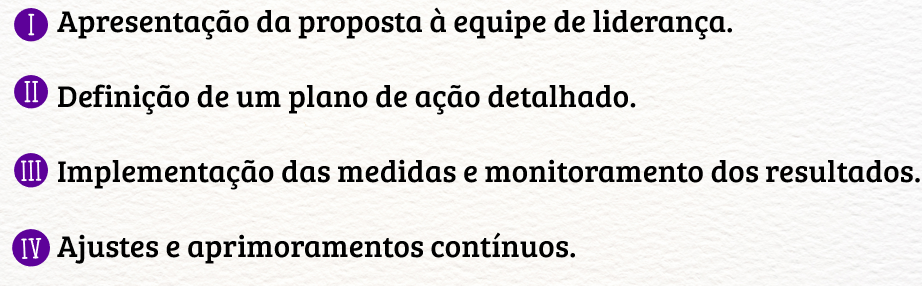 I Apresentação da proposta à equipe de liderança.
II Definição de um plano de ação detalhado.
III Implementação das medidas e monitoramento dos resultados.
IV Ajustes e aprimoramentos contínuos.